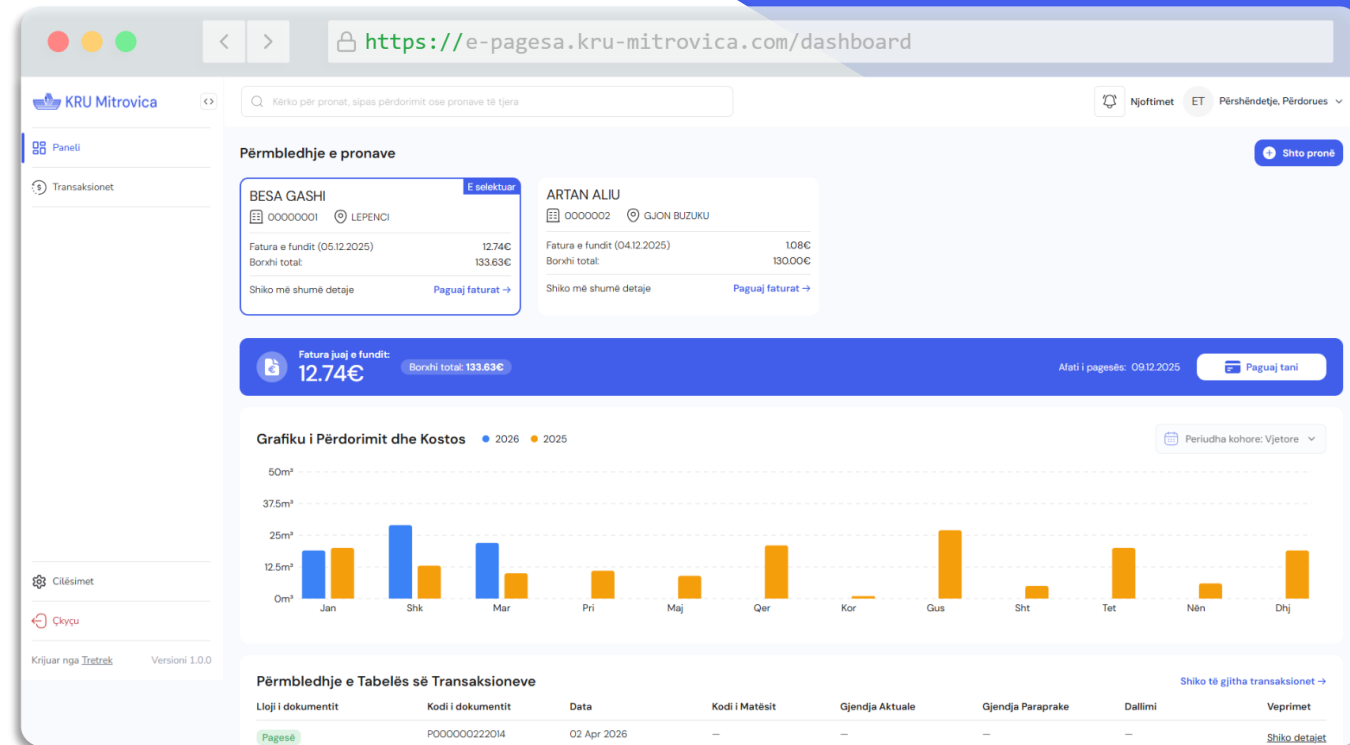 https://e-pagesa.kru-mitrovica.com/dashboard
KRU Mitrovica
Kërko për pronat, sipas përdorimit ose pronave të tjera
Njoftimet
ET
Përshëndetje, Përdorues
Paneli
Transaksionet
Përmbledhje e pronave
Shto pronë
BESA GASHI
E selektuar
00000001 LEPENCI
Fatura e fundit (05.12.2025) 12.74€
Borxhi total: 133.63€
Shiko më shumë detaje Paguaj faturat →
ARTAN ALIU
0000002 GJON BUZUKU
Fatura e fundit (04.12.2025) 1.08€
Borxhi total: 130.00€
Shiko më shumë detaje Paguaj faturat →
Fatura juaj e fundit:
12.74€
Borxhi total: 133.63€
Afati i pagesës: 09.12.2025
Paguaj tani
Grafiku i Përdorimit dhe Kostos 2026 2025
Periudha kohore: Vjetore
50m³
37.5m³
25m³
12.5m³
0m³
Jan Shk Mar Pri Maj Qer Kor Gus Sht Tet Nën Dhj
Cilësimet
Çkyçu
Krijuar nga Tretrek Versioni 1.0.0
Përmbledhje e Tabelës së Transaksioneve
Shiko të gjitha transaksionet →
Lloji i dokumentit Kodi i dokumentit Data Kodi i Matësit Gjendja Aktuale Gjendja Paraprake Dallimi Veprimet
Pagesë P000000222014 02 Apr 2026 — — — — Shiko detajet